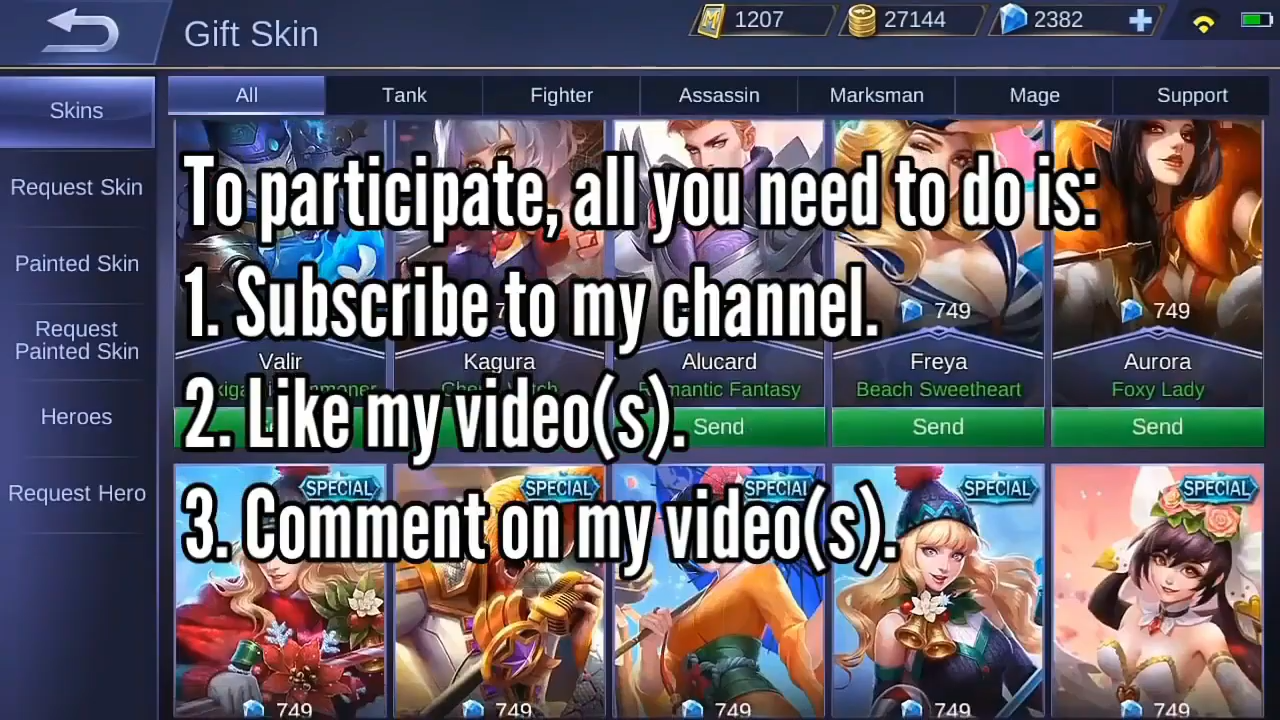 Gift Skin
1207
27144
2382
Skins
All
Tank
Fighter
Assassin
Marksman
Mage
Support
Request Skin
To participate, all you need to do is:
Painted Skin
1. Subscribe to my channel.
749
749
Request
Painted Skin
Valir
Kagura
Alucard
Freya
Aurora
Beach Sweetheart
Foxy Lady
2. Like my video(s).
Heroes
Send
Send
Send
Request Hero
SPECIAL
SPECIAL
SPECIAL
SPECIAL
SPECIAL
3. Comment on my video(s).
749
749
749
749
749